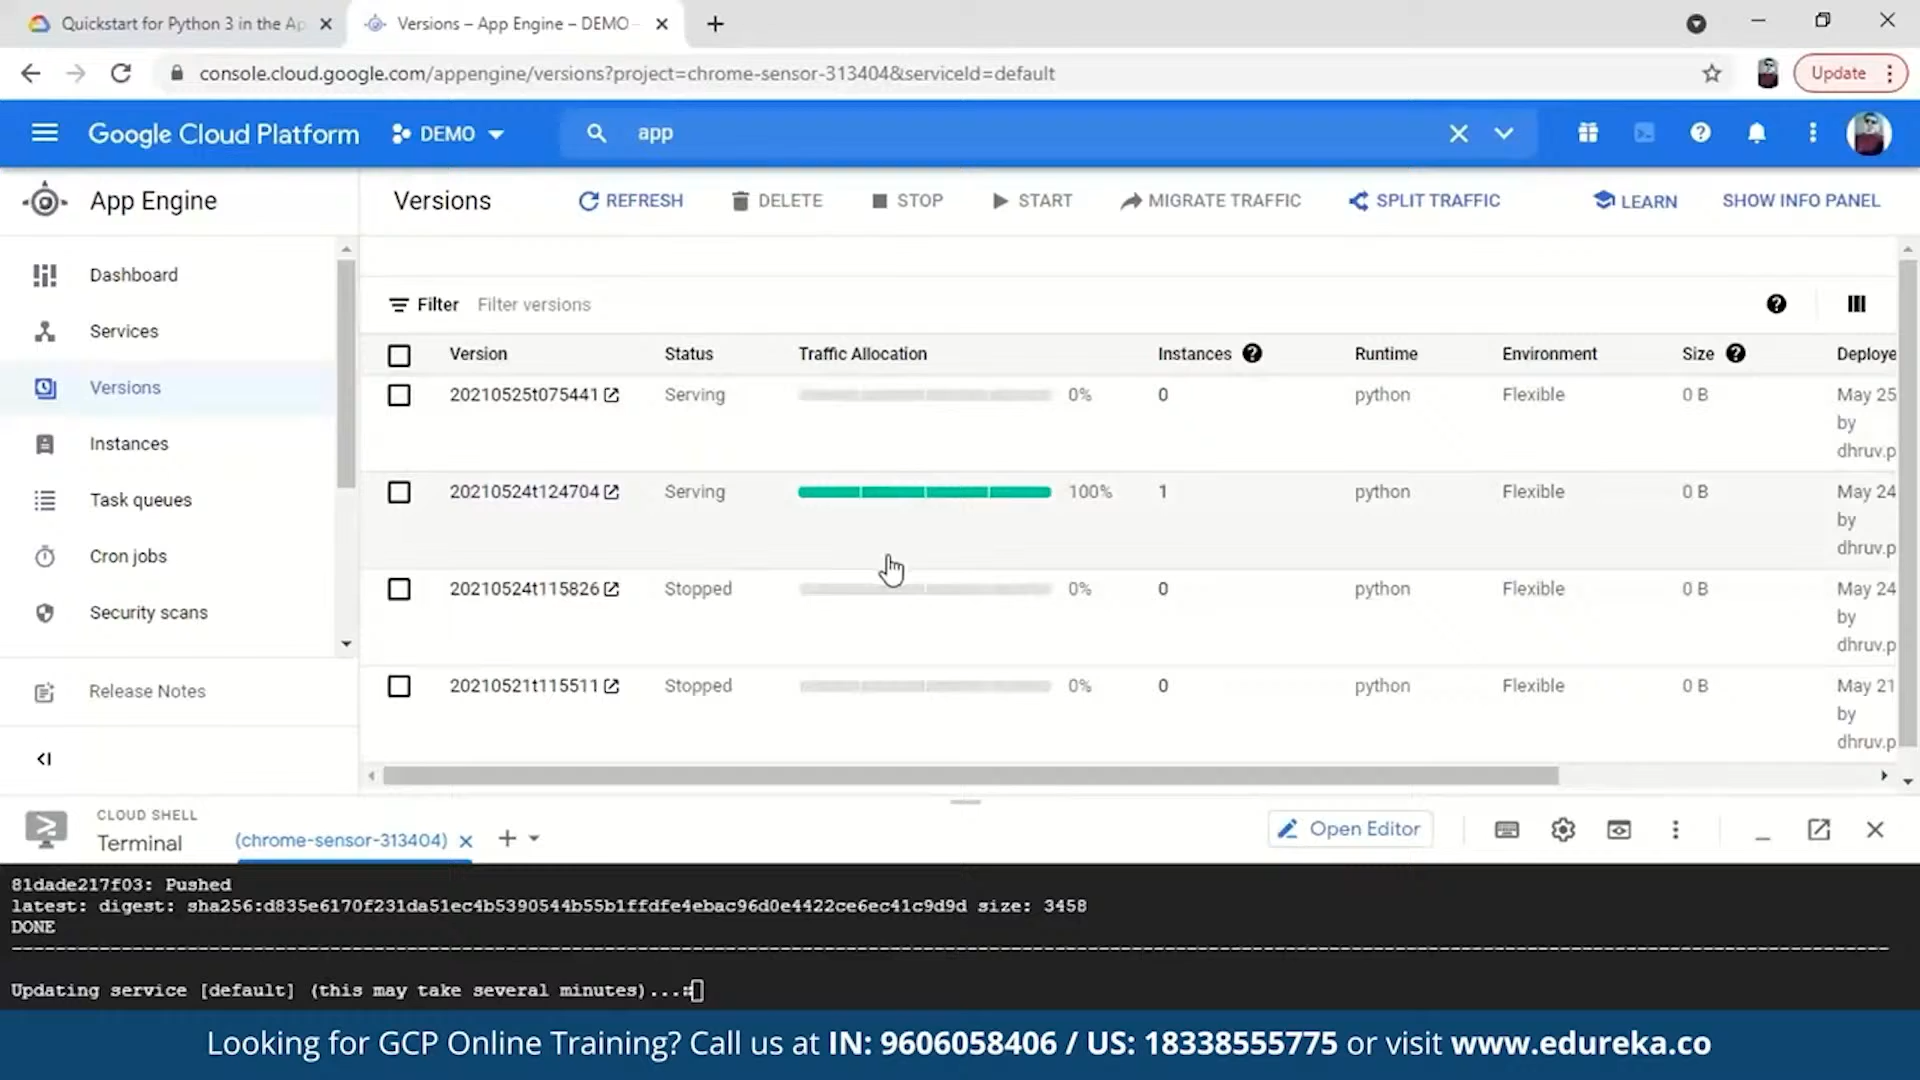 Quickstart for Python 3 in the Ap
Versions – App Engine – DEMO
console.cloud.google.com/appengine/versions?project=chrome-sensor-313404&serviceId=default
Update
Google Cloud Platform
DEMO
app
App Engine
Versions
REFRESH
DELETE
STOP
START
MIGRATE TRAFFIC
SPLIT TRAFFIC
LEARN
SHOW INFO PANEL
Dashboard
Services
Versions
Instances
Task queues
Cron jobs
Security scans
Release Notes
Filter Filter versions
Version Status Traffic Allocation Instances Runtime Environment Size Deploye
20210525t075441 Serving 0% 0 python Flexible 0 B May 25
by
dhruv.p
20210524t124704 Serving 100% 1 python Flexible 0 B May 24
by
dhruv.p
20210524t115826 Stopped 0% 0 python Flexible 0 B May 24
by
dhruv.p
20210521t115511 Stopped 0% 0 python Flexible 0 B May 21
by
dhruv.p
CLOUD SHELL
Terminal
(chrome-sensor-313404)
Open Editor
81dade217f03: Pushed
latest: digest: sha256:d835e6170f231da51ec4b5390544b55b1ffdfe4ebac96d0e4422ce6ec41c9d9d size: 3458
DONE
Updating service [default] (this may take several minutes)...
Looking for GCP Online Training? Call us at IN: 9606058406 / US: 18338555775 or visit www.edureka.co